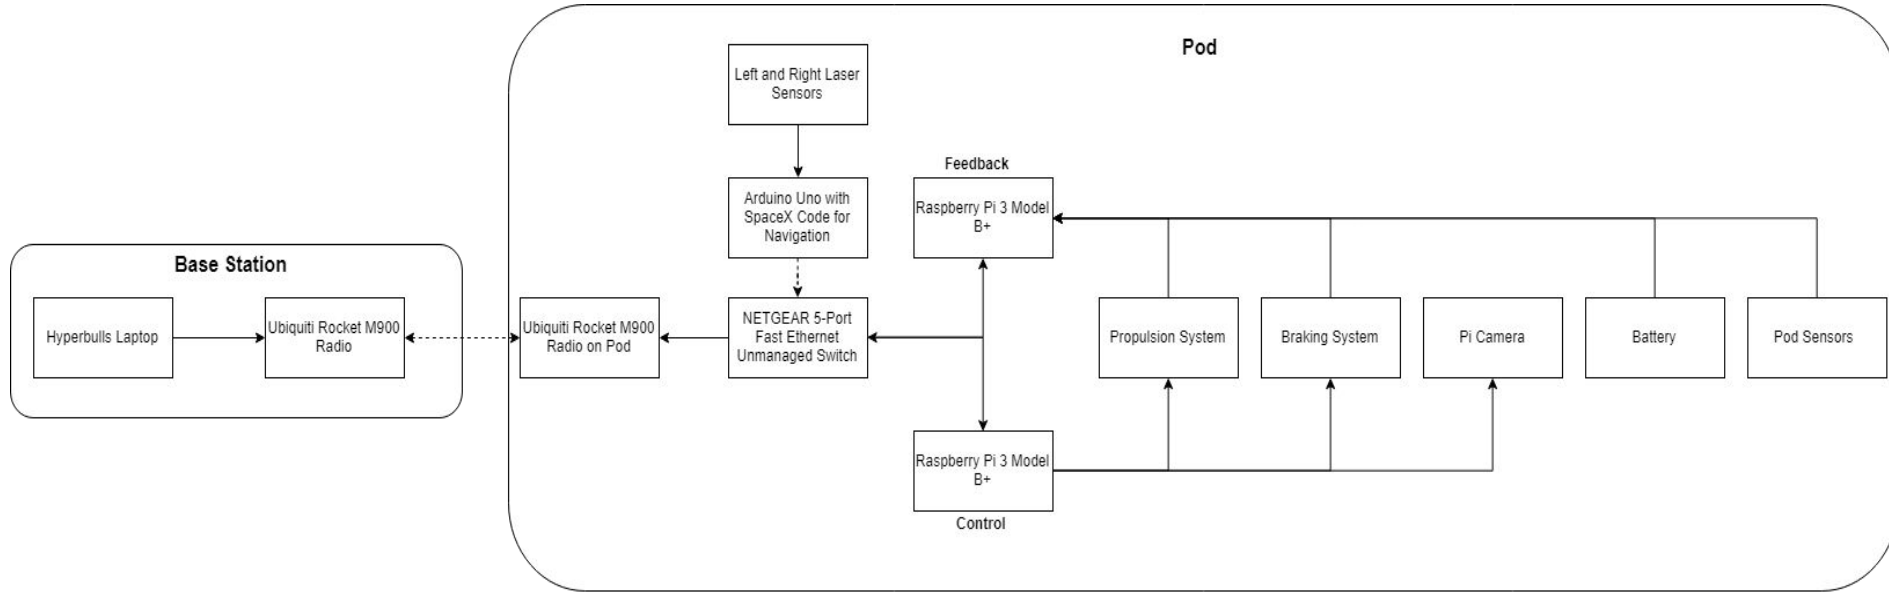 Pod
Left and Right Laser
Sensors
Feedback
Arduino Uno with
SpaceX Code for
Navigation
Raspberry Pi 3 Model
B+
Base Station
Hyperbulls Laptop
Ubiquiti Rocket M900
Radio
Ubiquiti Rocket M900
Radio on Pod
NETGEAR 5-Port
Fast Ethernet
Unmanaged Switch
Propulsion System
Braking System
Pi Camera
Battery
Pod Sensors
Raspberry Pi 3 Model
B+
Control